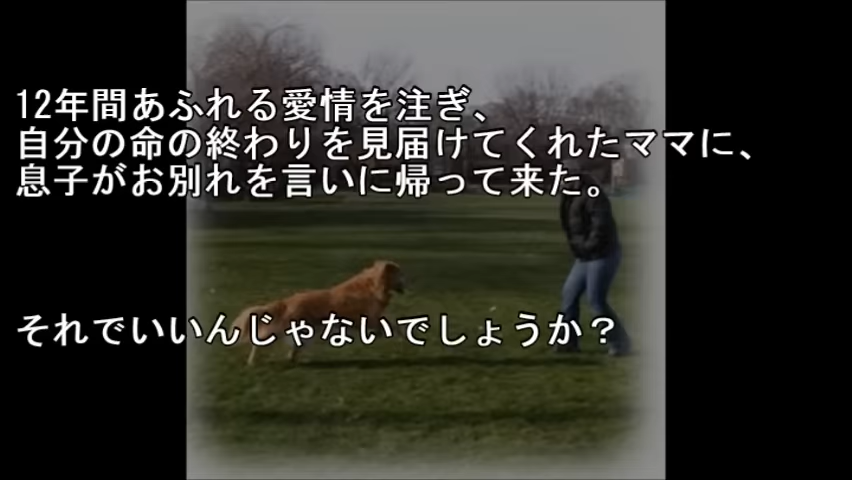 12年間あふれる愛情を注ぎ、
自分の命の終わりを見届けてくれたママに、
息子がお別れを言いに帰って来た。
それでいいんじゃないでしょうか？